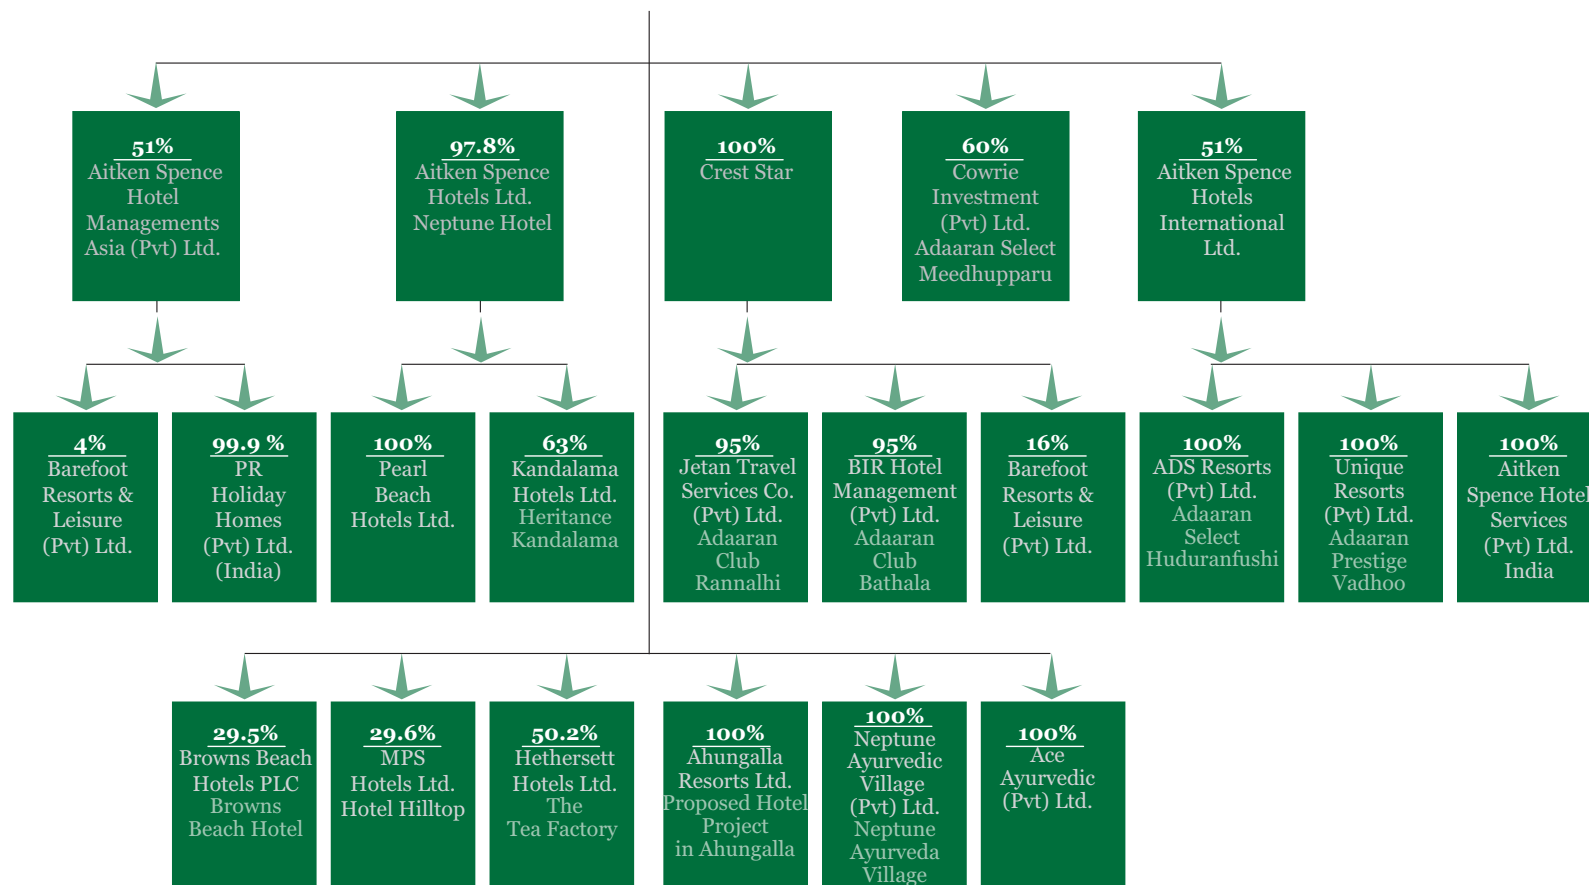 51%
Aitken Spence
Hotel
Managements
Asia (Pvt) Ltd.
97.8%
Aitken Spence
Hotels Ltd.
Neptune Hotel
100%
Crest Star
60%
Cowrie
Investment
(Pvt) Ltd.
Adaaran Select
Meedhupparu
51%
Aitken Spence
Hotels
International
Ltd.
4%
Barefoot
Resorts &
Leisure
(Pvt) Ltd.
99.9 %
PR
Holiday
Homes
(Pvt) Ltd.
(India)
100%
Pearl
Beach
Hotels Ltd.
63%
Kandalama
Hotels Ltd.
Heritance
Kandalama
95%
Jetan Travel
Services Co.
(Pvt) Ltd.
Adaaran
Club
Rannalhi
95%
BIR Hotel
Management
(Pvt) Ltd.
Adaaran
Club
Bathala
16%
Barefoot
Resorts &
Leisure
(Pvt) Ltd.
100%
ADS Resorts
(Pvt) Ltd.
Adaaran
Select
Huduranfushi
100%
Unique
Resorts
(Pvt) Ltd.
Adaaran
Prestige
Vadhoo
100%
Aitken
Spence Hotel
Services
(Pvt) Ltd.
India
29.5%
Browns Beach
Hotels PLC
Browns
Beach Hotel
29.6%
MPS
Hotels Ltd.
Hotel Hilltop
50.2%
Hethersett
Hotels Ltd.
The
Tea Factory
100%
Ahungalla
Resorts Ltd.
Proposed Hotel
Project
in Ahungalla
100%
Neptune
Ayurvedic
Village
(Pvt) Ltd.
Neptune
Ayurveda
Village
100%
Ace
Ayurvedic
(Pvt) Ltd.